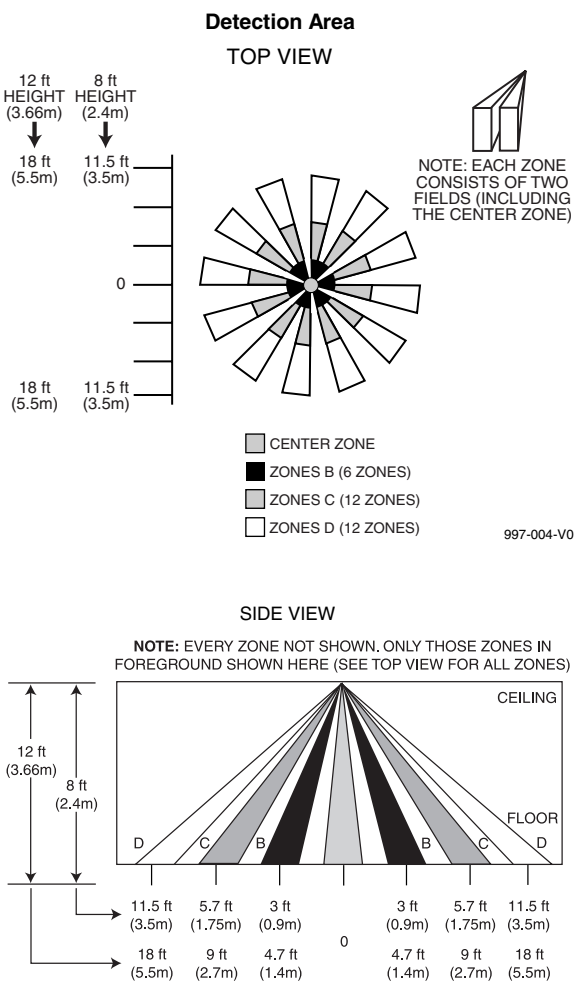 Detection Area
TOP VIEW
12 ft 8 ft
HEIGHT HEIGHT
(3.66m) (2.4m)
18 ft 11.5 ft
(5.5m) (3.5m)
0
18 ft 11.5 ft
(5.5m) (3.5m)
NOTE: EACH ZONE
CONSISTS OF TWO
FIELDS (INCLUDING
THE CENTER ZONE)
CENTER ZONE
ZONES B (6 ZONES)
ZONES C (12 ZONES)
ZONES D (12 ZONES)
997-004-V0
SIDE VIEW
NOTE: EVERY ZONE NOT SHOWN. ONLY THOSE ZONES IN
FOREGROUND SHOWN HERE (SEE TOP VIEW FOR ALL ZONES)
CEILING
12 ft
(3.66m)
8 ft
(2.4m)
FLOOR
D C B B C D
11.5 ft 5.7 ft 3 ft 3 ft 5.7 ft 11.5 ft
(3.5m) (1.75m) (0.9m) (0.9m) (1.75m) (3.5m)
0
18 ft 9 ft 4.7 ft 4.7 ft 9 ft 18 ft
(5.5m) (2.7m) (1.4m) (1.4m) (2.7m) (5.5m)